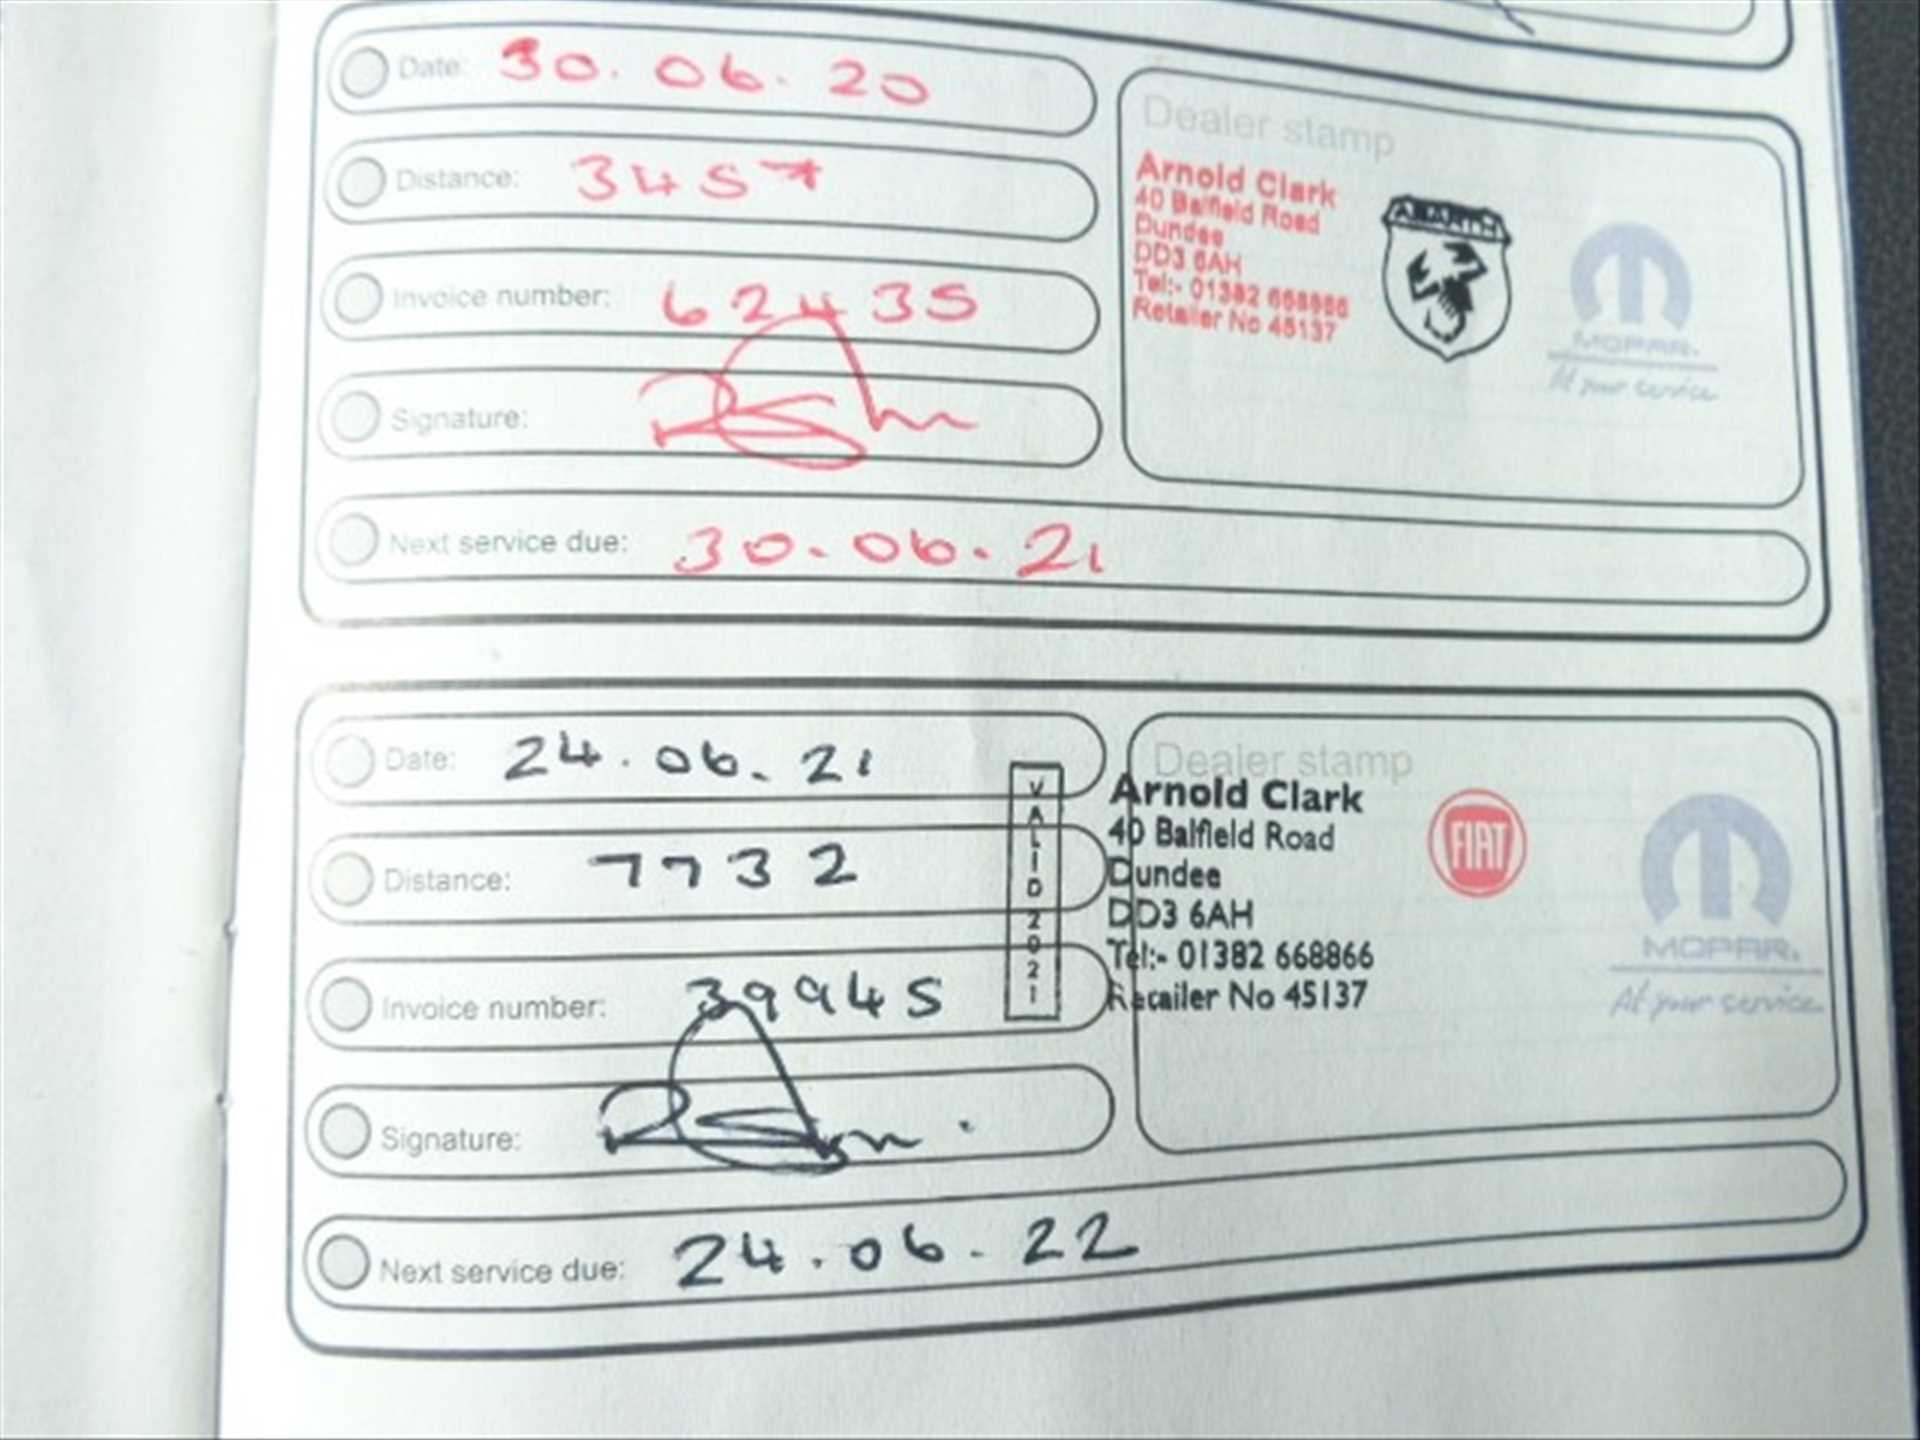 Date: 30.06.20
Distance: 3457
Invoice number: 62435
Signature:
Next service due: 30.06.21
Dealer stamp
Arnold Clark
40 Balfield Road
Dundee
DD3 6AH
Tel:- 01382 668866
Retailer No 45137
ABARTH
MOPAR.
At your service
Date: 24.06.21
Distance: 7732
Invoice number: 39945
Signature:
Next service due: 24.06.22
VALID 2021
Dealer stamp
Arnold Clark
40 Balfield Road
Dundee
DD3 6AH
Tel:- 01382 668866
Retailer No 45137
FIAT
MOPAR.
At your service